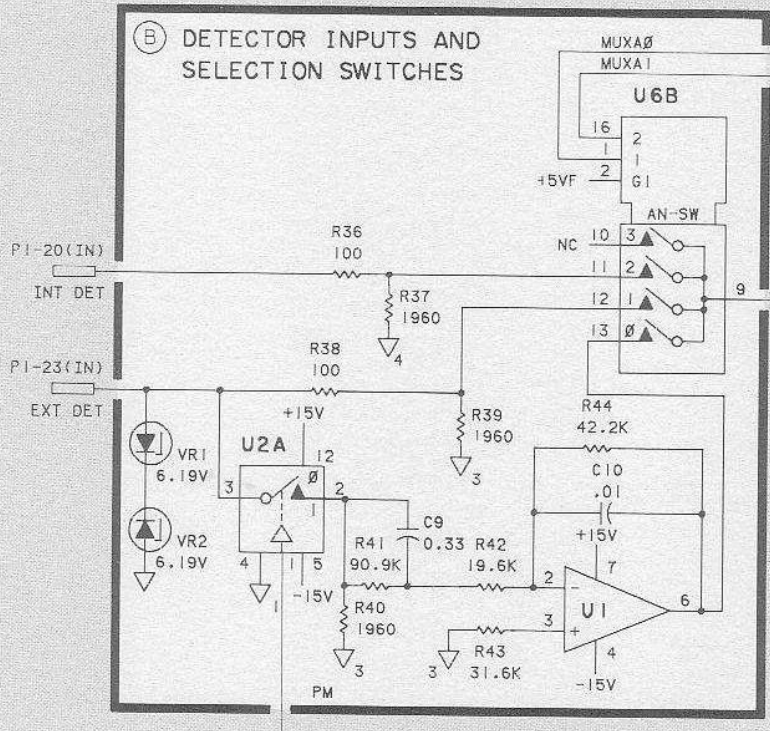 B DETECTOR INPUTS AND
SELECTION SWITCHES
MUXAØ
MUXA1
U6B
16 2
1 1
+5VF 2 G1
AN-SW
P1-20(IN)
INT DET
R36
100
R37
1960
4
NC 10 3
11 2
12 1
13 Ø
9
P1-23(IN)
EXT DET
R38
100
R39
1960
3
R44
42.2K
C10
.01
+15V
VR1
6.19V
VR2
6.19V
U2A
+15V
12
3
Ø
1
2
4
1
5
-15V
1
C9
0.33
R41
90.9K
R42
19.6K
R40
1960
3
2 -
3 +
U1
7
6
4
-15V
R43
31.6K
3
PM